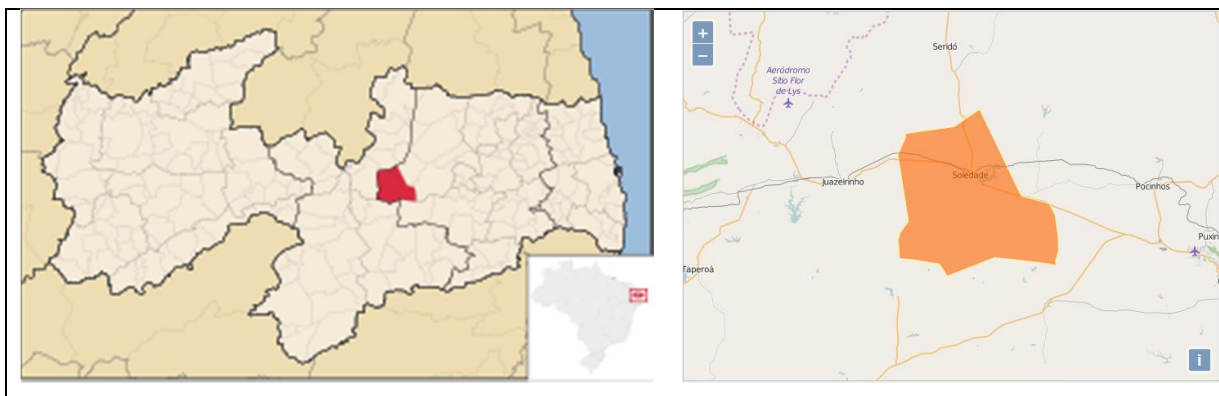 +
−
Seridó
Aeródromo
Sítio Flor
de-Lys
Soledade
Juazeirinho
Pocinhos
Puxin
Taperoá
i